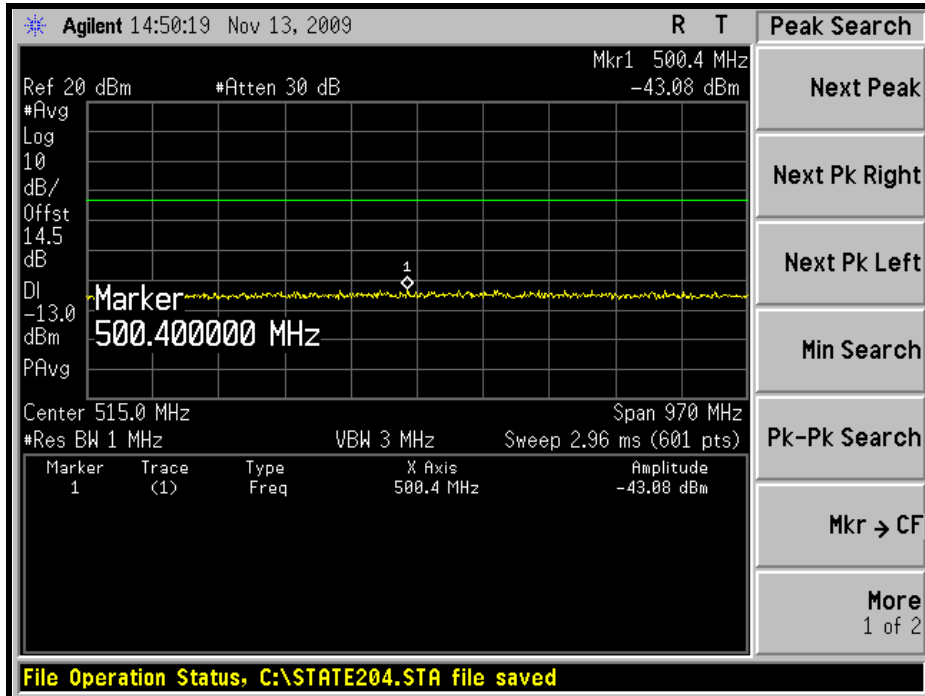 Agilent 14:50:19 Nov 13, 2009 R T
Mkr1 500.4 MHz
Ref 20 dBm #Atten 30 dB -43.08 dBm
#Avg
Log
10
dB/
Offst
14.5
dB
DI
-13.0
dBm
PAvg
1
Marker
500.400000 MHz
Center 515.0 MHz Span 970 MHz
#Res BW 1 MHz VBW 3 MHz Sweep 2.96 ms (601 pts)
Marker Trace Type X Axis Amplitude
1 (1) Freq 500.4 MHz -43.08 dBm
File Operation Status, C:\STATE204.STA file saved
Peak Search
Next Peak
Next Pk Right
Next Pk Left
Min Search
Pk-Pk Search
Mkr → CF
More
1 of 2